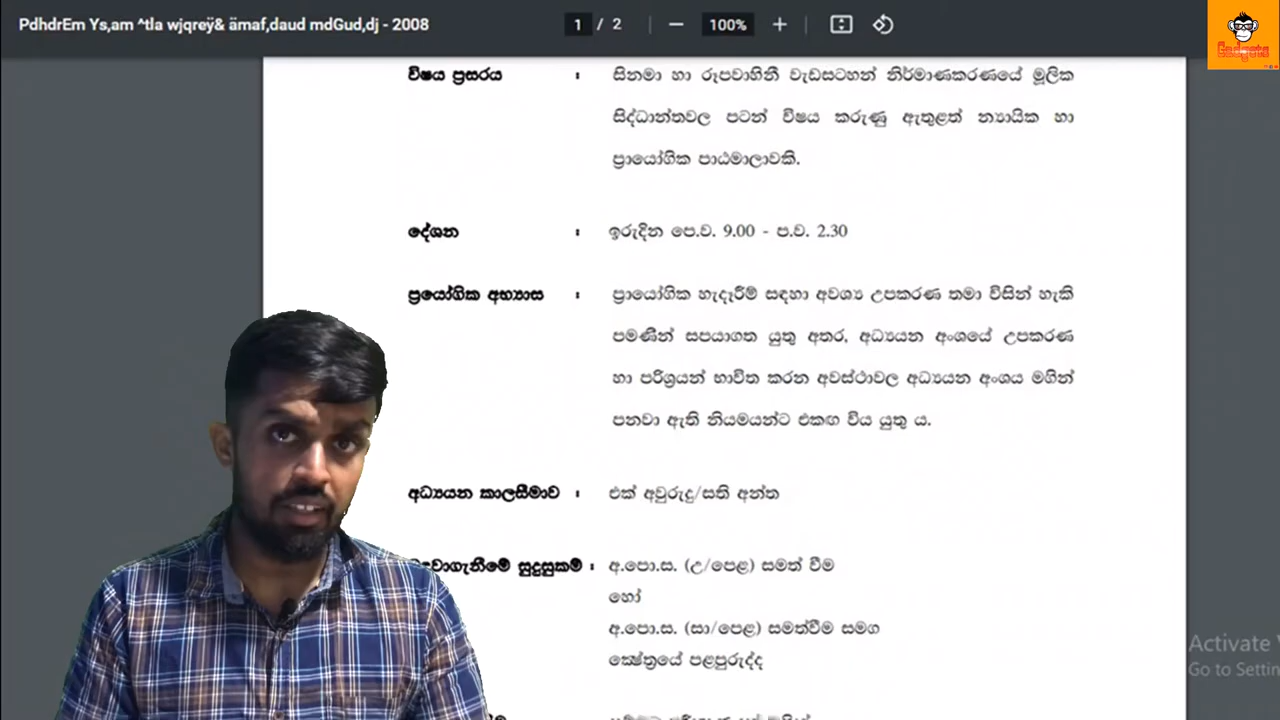 PdhdrEm Ys,am ^tla wjqreÿ& ämaf,daud mdGud,dj - 2008
1 / 2
100%
Gadgets
විෂය ප්‍රසරය : සිනමා හා රූපවාහිනී වැඩසටහන් නිර්මාණකරණයේ මූලික
සිද්ධාන්තවල පටන් විෂය කරුණු ඇතුළත් න්‍යායික හා
ප්‍රායෝගික පාඨමාලාවකි.
දේශන : ඉරුදින පෙ.ව. 9.00 - ප.ව. 2.30
ප්‍රයෝගික අභ්‍යාස : ප්‍රායෝගික හැදෑරීම් සඳහා අවශ්‍ය උපකරණ තමා විසින් හැකි
පමණින් සපයාගත යුතු අතර, අධ්‍යයන අංශයේ උපකරණ
හා පරිශ්‍රයන් භාවිත කරන අවස්ථාවල අධ්‍යයන අංශය මගින්
පනවා ඇති නියමයන්ට එකඟ විය යුතු ය.
අධ්‍යයන කාලසීමාව : එක් අවුරුදු/සති අන්ත
සුදුසුකම් : අ.පො.ස. (උ/පෙළ) සමත් වීම
හෝ
අ.පො.ස. (සා/පෙළ) සමත්වීම සමග
ක්ෂේත්‍රයේ පළපුරුද්ද
Activate
Go to Settin